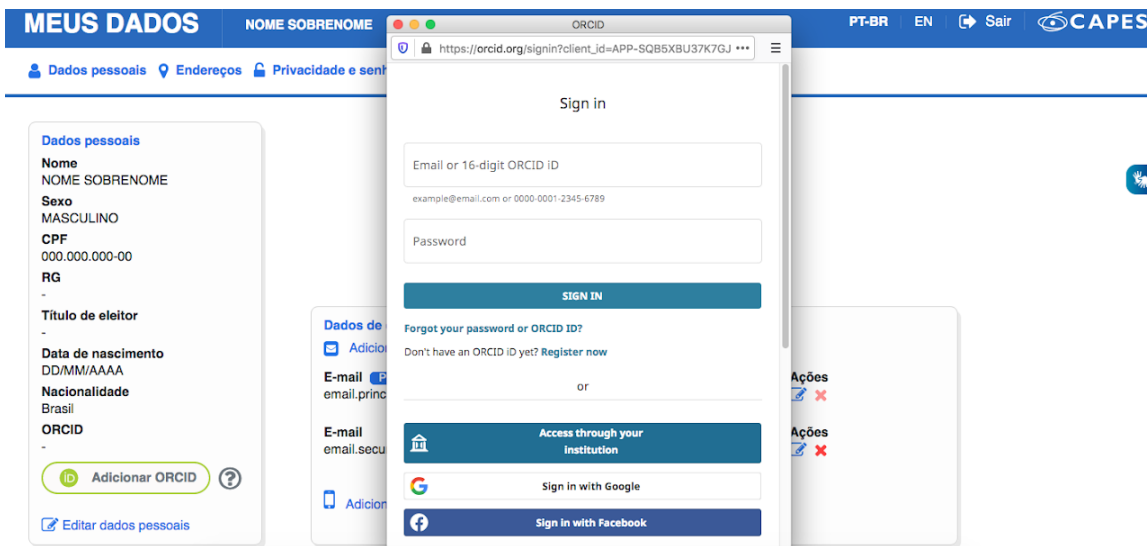 MEUS DADOS
NOME SOBRENOME
PT-BR
EN
Sair
CAPES
Dados pessoais
Endereços
Privacidade e senh
Dados pessoais
Nome
NOME SOBRENOME
Sexo
MASCULINO
CPF
000.000.000-00
RG
-
Título de eleitor
-
Data de nascimento
DD/MM/AAAA
Nacionalidade
Brasil
ORCID
-
iD Adicionar ORCID ?
Editar dados pessoais
Dados de
Adicio
E-mail P
email.princ
E-mail
email.secu
Adicion
Ações
Ações
ORCID
https://orcid.org/signin?client_id=APP-SQB5XBU37K7GJ •••
Sign in
Email or 16-digit ORCID iD
example@email.com or 0000-0001-2345-6789
Password
SIGN IN
Forgot your password or ORCID ID?
Don't have an ORCID iD yet? Register now
or
Access through your
institution
Sign in with Google
Sign in with Facebook